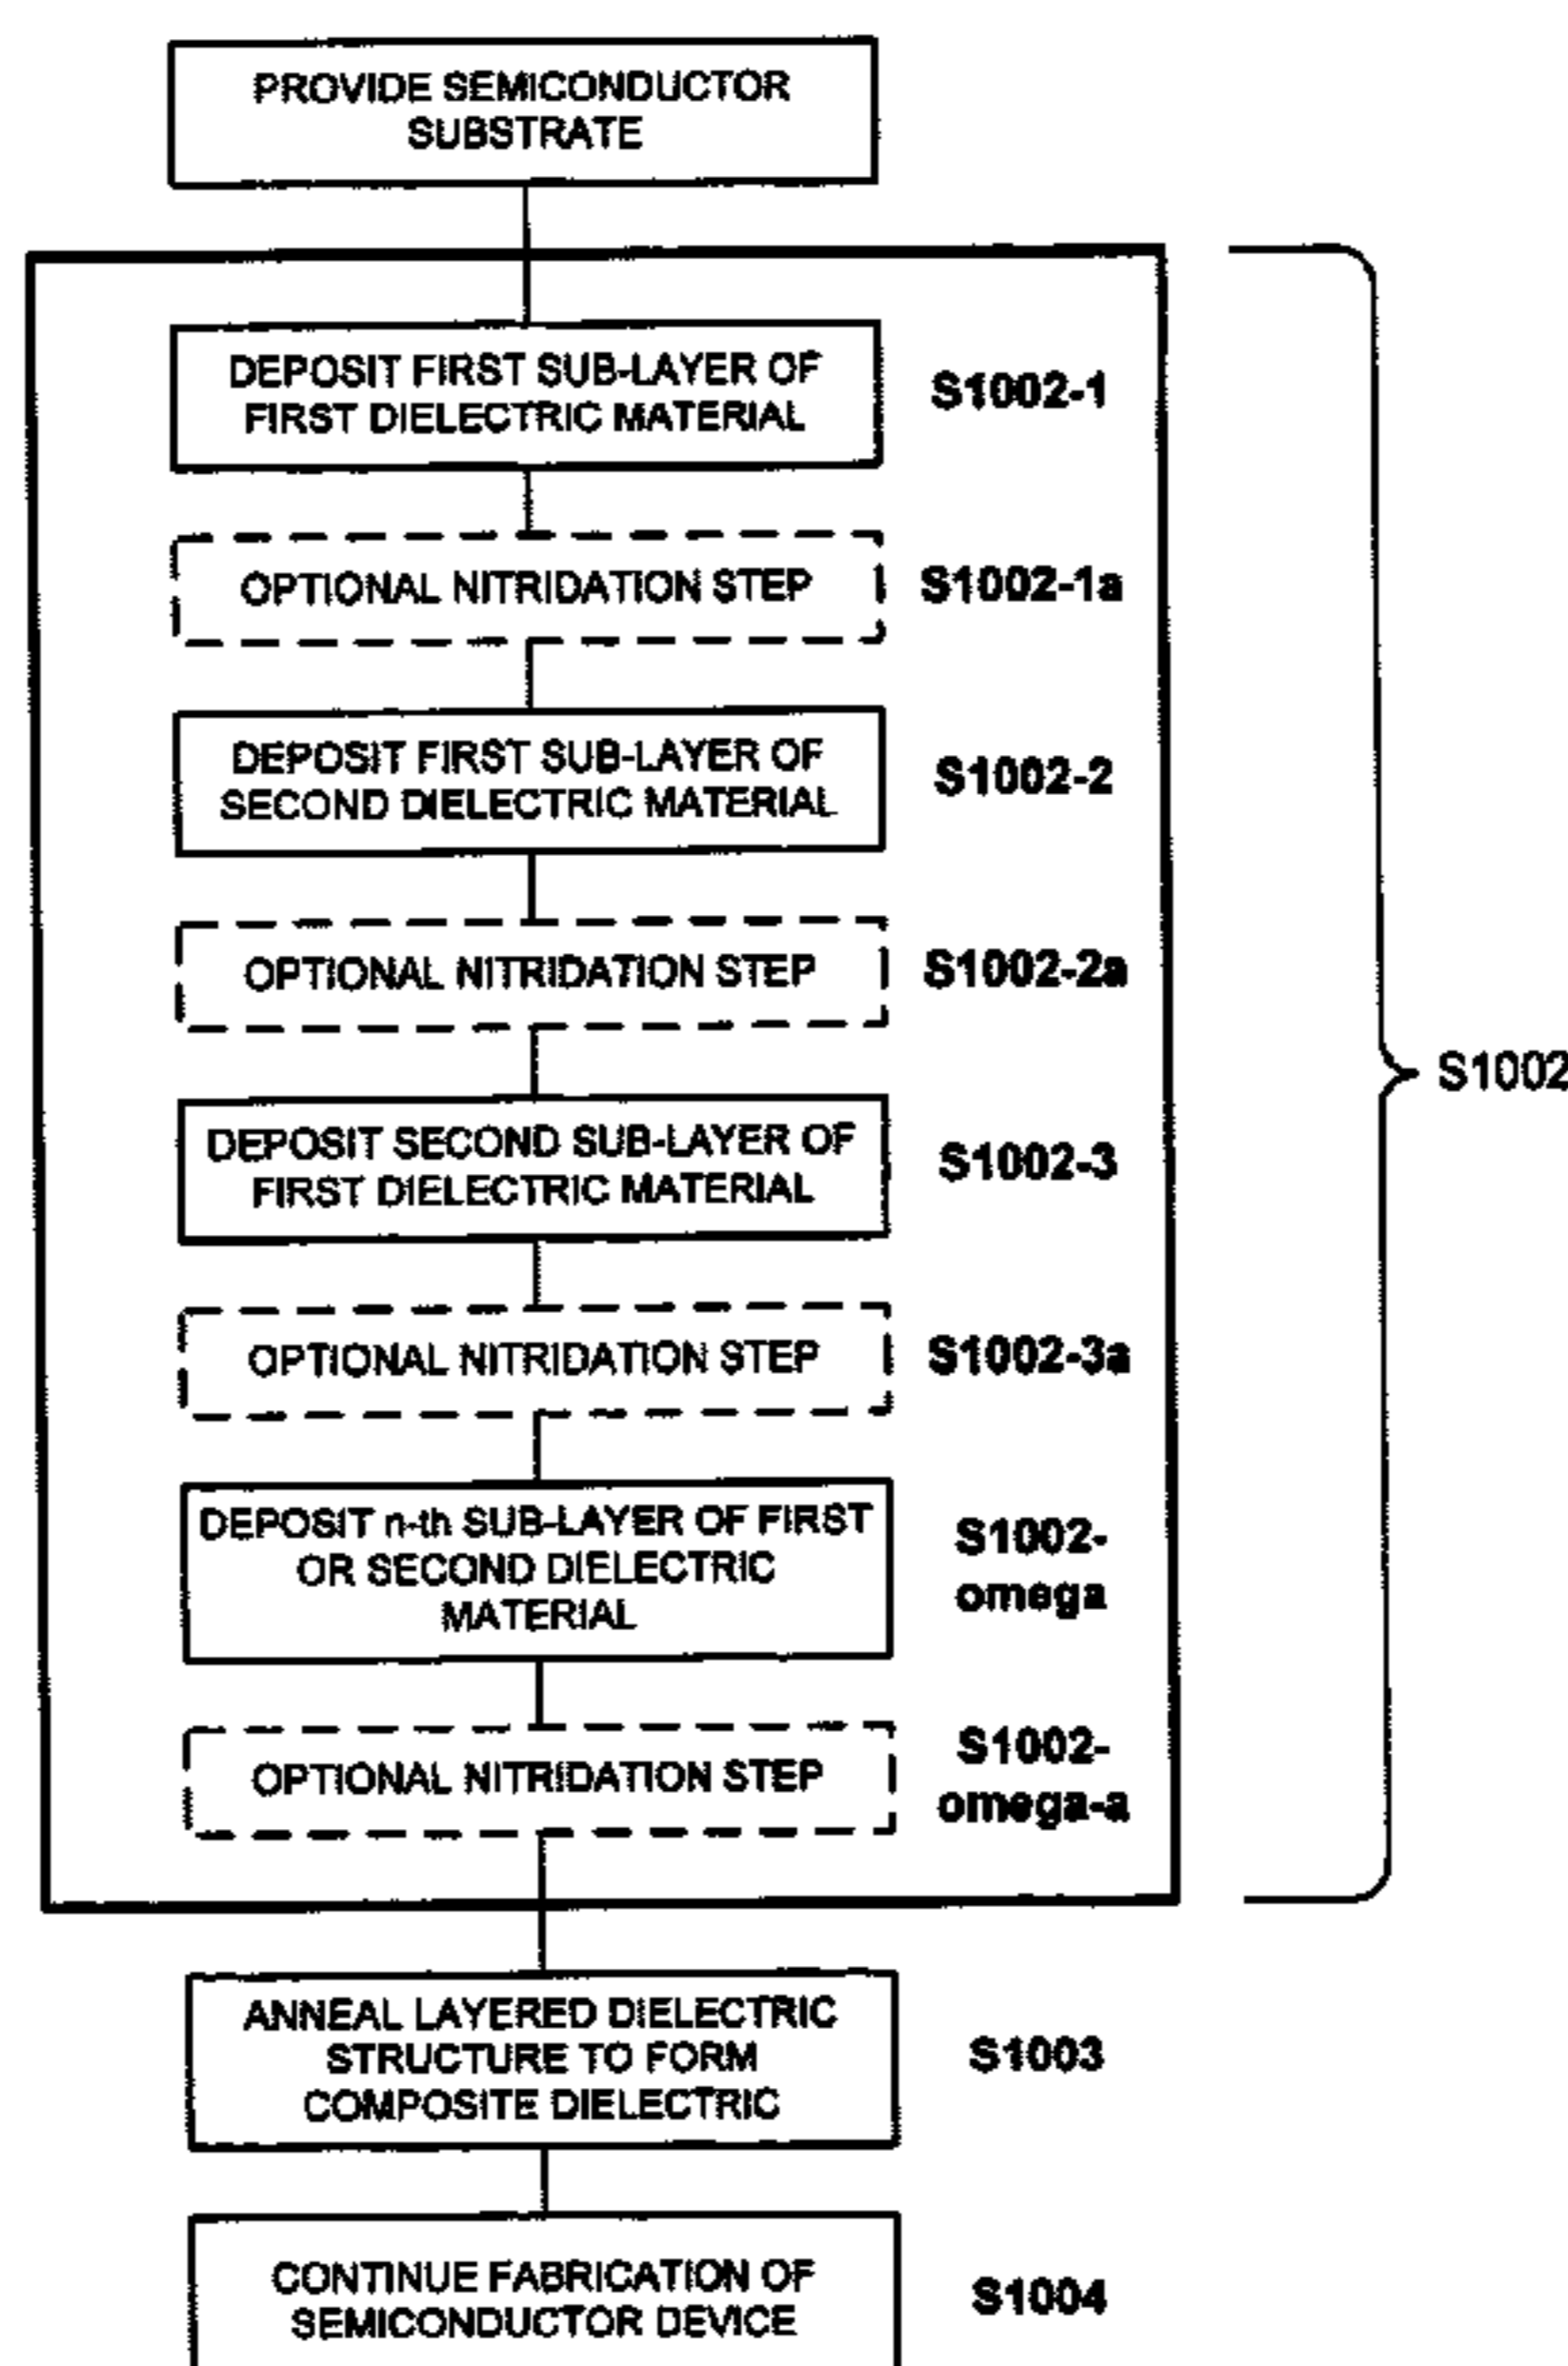 PROVIDE SEMICONDUCTOR
SUBSTRATE
DEPOSIT FIRST SUB-LAYER OF
FIRST DIELECTRIC MATERIAL
S1002-1
OPTIONAL NITRIDATION STEP
S1002-1a
DEPOSIT FIRST SUB-LAYER OF
SECOND DIELECTRIC MATERIAL
S1002-2
OPTIONAL NITRIDATION STEP
S1002-2a
S1002
DEPOSIT SECOND SUB-LAYER OF
FIRST DIELECTRIC MATERIAL
S1002-3
OPTIONAL NITRIDATION STEP
S1002-3a
DEPOSIT n-th SUB-LAYER OF FIRST
OR SECOND DIELECTRIC
MATERIAL
S1002-
omega
OPTIONAL NITRIDATION STEP
S1002-
omega-a
ANNEAL LAYERED DIELECTRIC
STRUCTURE TO FORM
COMPOSITE DIELECTRIC
S1003
CONTINUE FABRICATION OF
SEMICONDUCTOR DEVICE
S1004